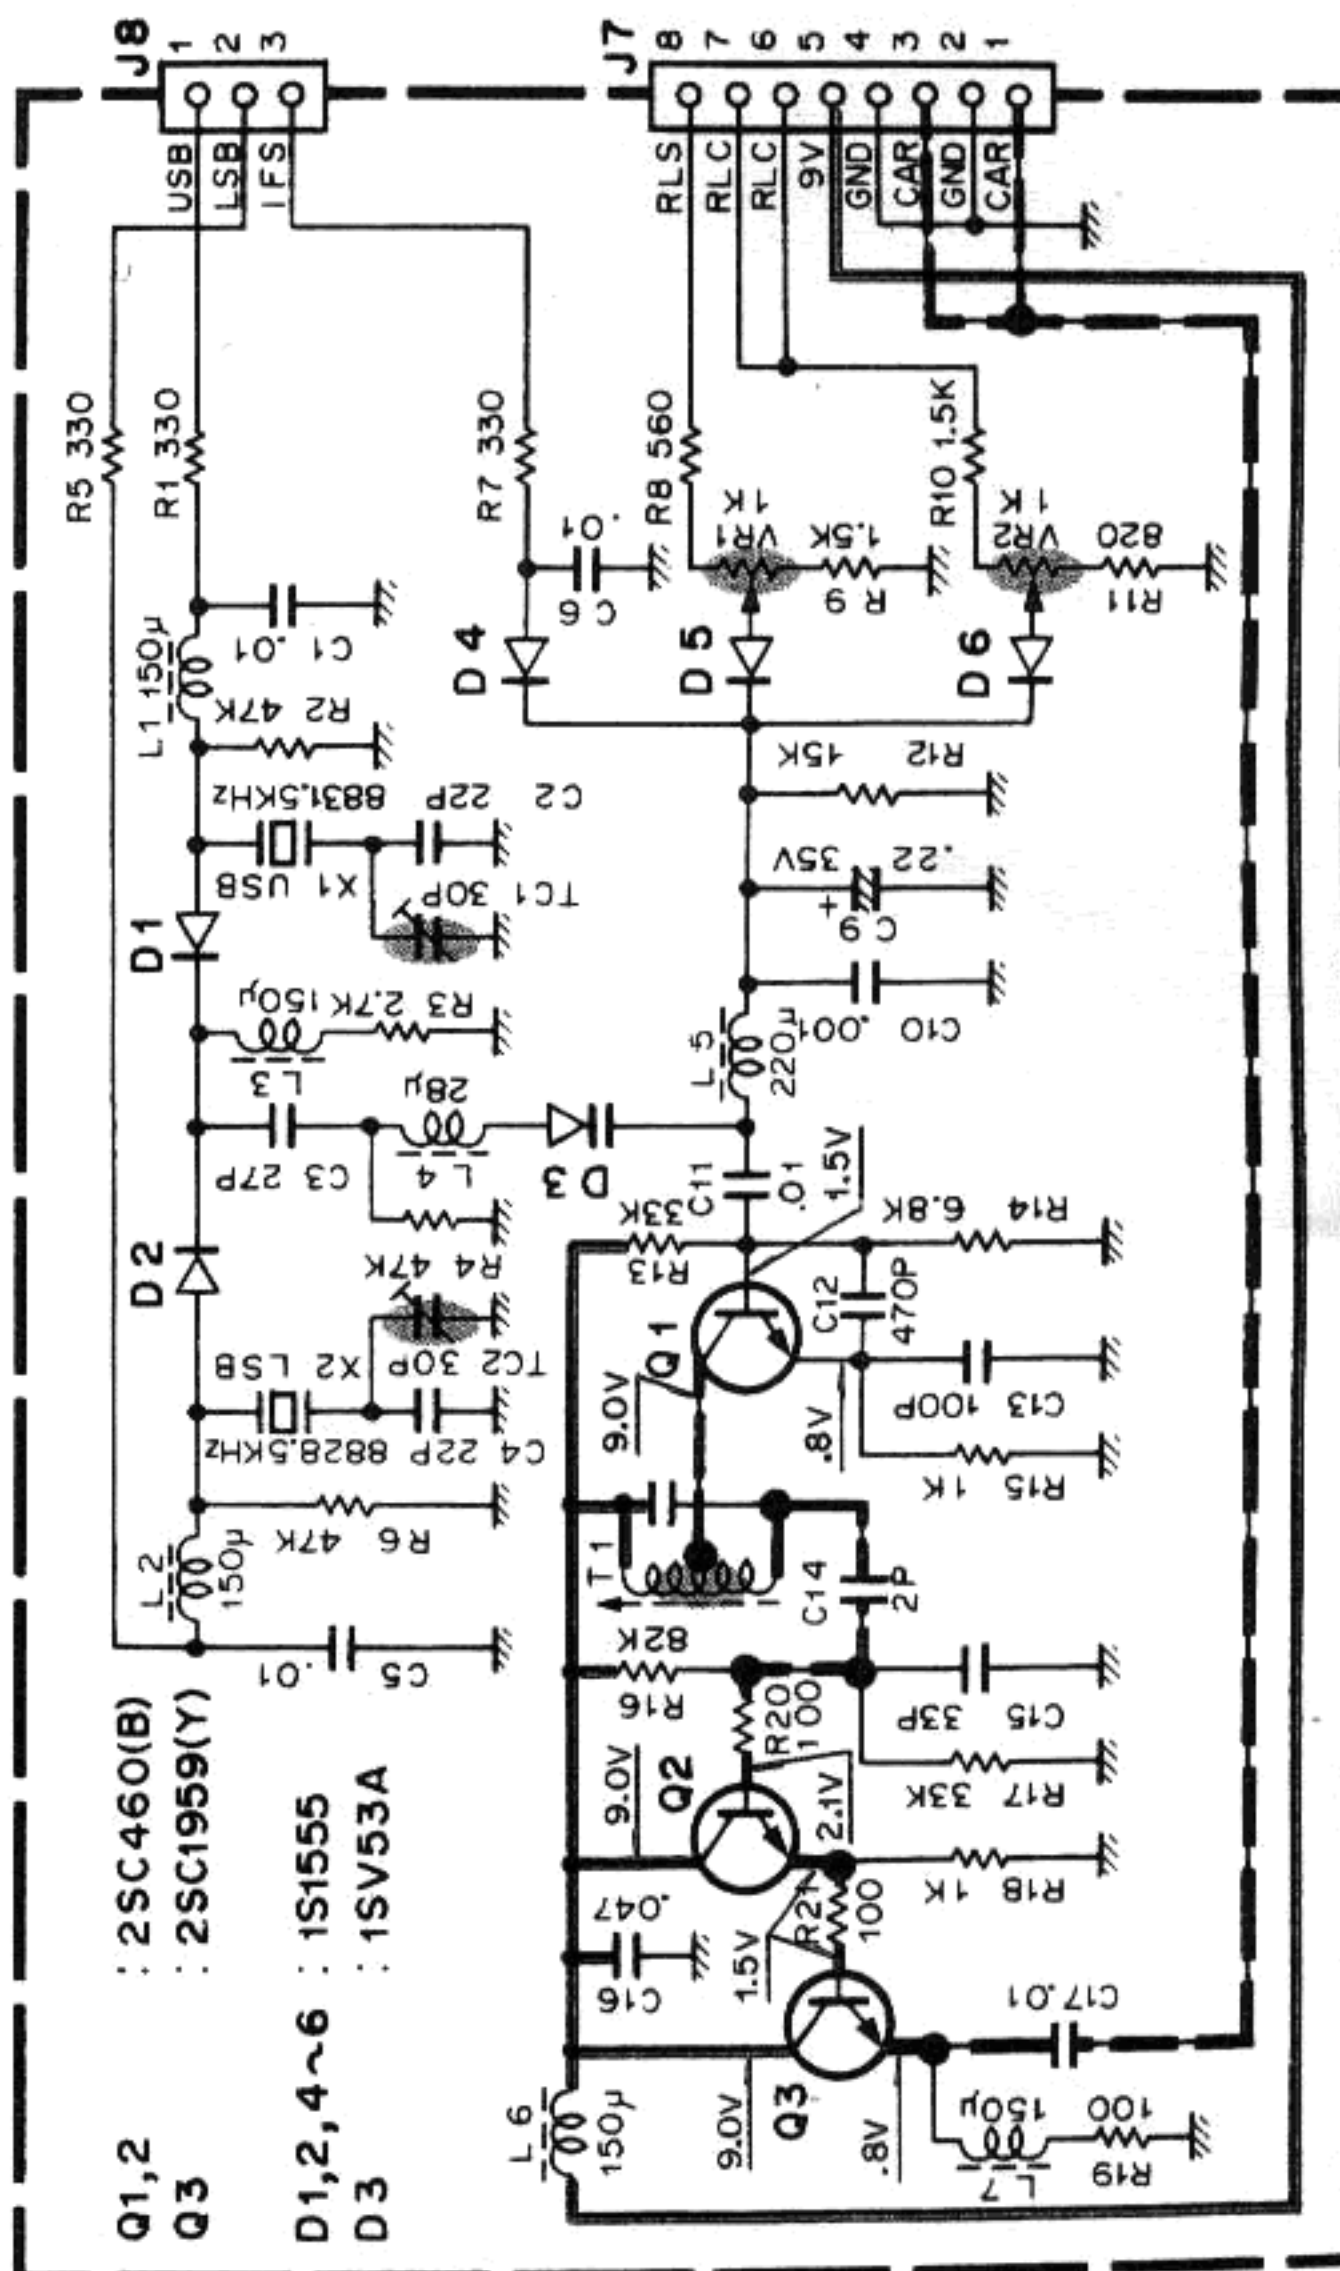 J8
1
2
3
USB
LSB
IFS
J7
8
7
6
5
4
3
2
1
RLS
RLC
RLC
9V
GND
CAR
GND
CAR
R5 330
R1 330
R7 330
R8 560
R10 1.5K
C6 .01
VR1
1K
R9 1.5K
VR2
1K
R11 820
L1 150μ
C1 .01
R2 47K
D4
D5
D6
8831.5KHz
22P C2
USB X1
TC1 30P
D1
R12
15K
.22
35V
+
C9
L3 150μ
R3 2.7K
C10 .001
L5
220μ
C3 27P
28μ
L4
D3
C11
.01
1.5V
R4 47K
D2
R13 33K
R14 6.8K
C12
470P
Q1
9.0V
.8V
TC2 30P
X2 LSB
8828.5KHz
C4 22P
C13 100P
R15 1K
R6 47K
L2
150μ
T1
C14
2P
C5 .01
R16 82K
R20
100
C15 33P
R17 33K
Q2
9.0V
2.1V
R18 1K
R21
100
1.5V
C16 .047
Q3
9.0V
.8V
C17 .01
L6
150μ
150μ
L7
100
R19
Q1,2 : 2SC460(B)
Q3 : 2SC1959(Y)
D1,2,4~6 : 1S1555
D3 : 1SV53A